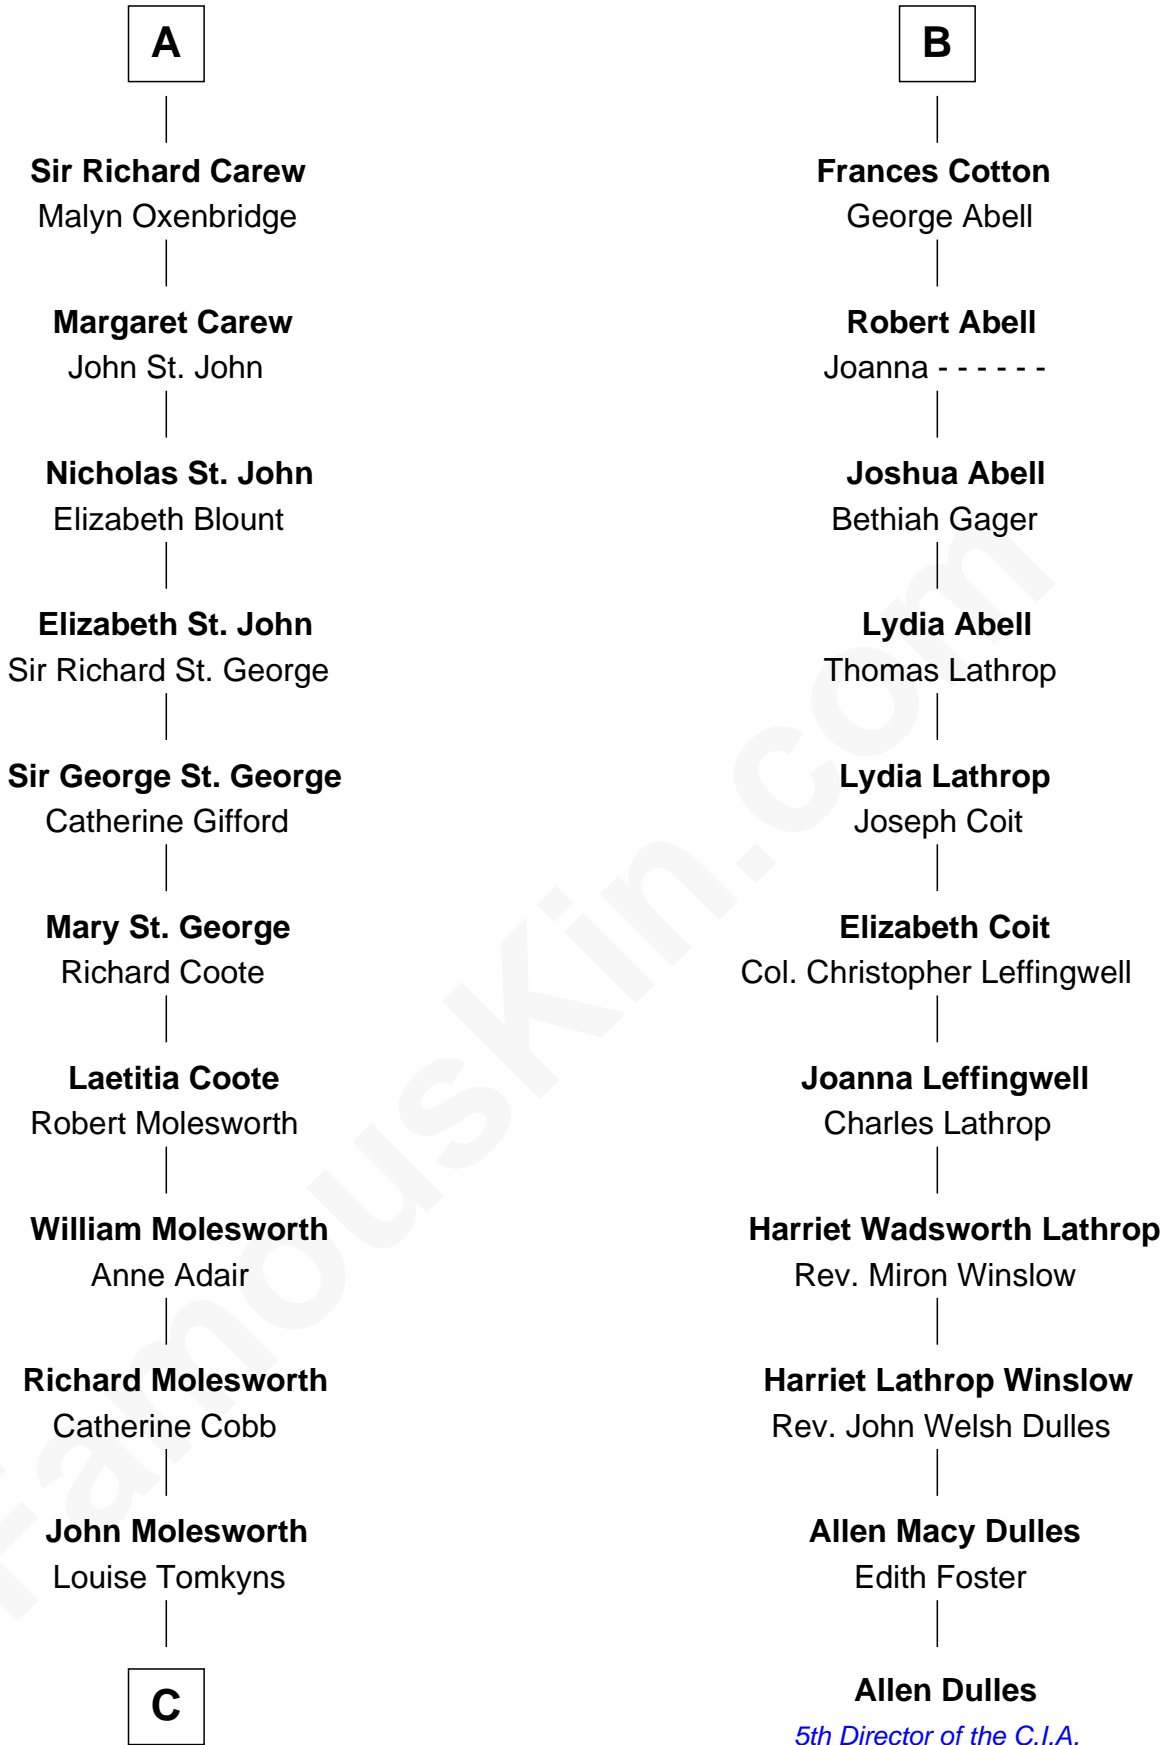 A
Sir Richard Carew
Malyn Oxenbridge
Margaret Carew
John St. John
Nicholas St. John
Elizabeth Blount
Elizabeth St. John
Sir Richard St. George
Sir George St. George
Catherine Gifford
Mary St. George
Richard Coote
Laetitia Coote
Robert Molesworth
William Molesworth
Anne Adair
Richard Molesworth
Catherine Cobb
John Molesworth
Louise Tomkyns
C
B
Frances Cotton
George Abell
Robert Abell
Joanna - - - - - -
Joshua Abell
Bethiah Gager
Lydia Abell
Thomas Lathrop
Lydia Lathrop
Joseph Coit
Elizabeth Coit
Col. Christopher Leffingwell
Joanna Leffingwell
Charles Lathrop
Harriet Wadsworth Lathrop
Rev. Miron Winslow
Harriet Lathrop Winslow
Rev. John Welsh Dulles
Allen Macy Dulles
Edith Foster
Allen Dulles
5th Director of the C.I.A.
FamousKin.com